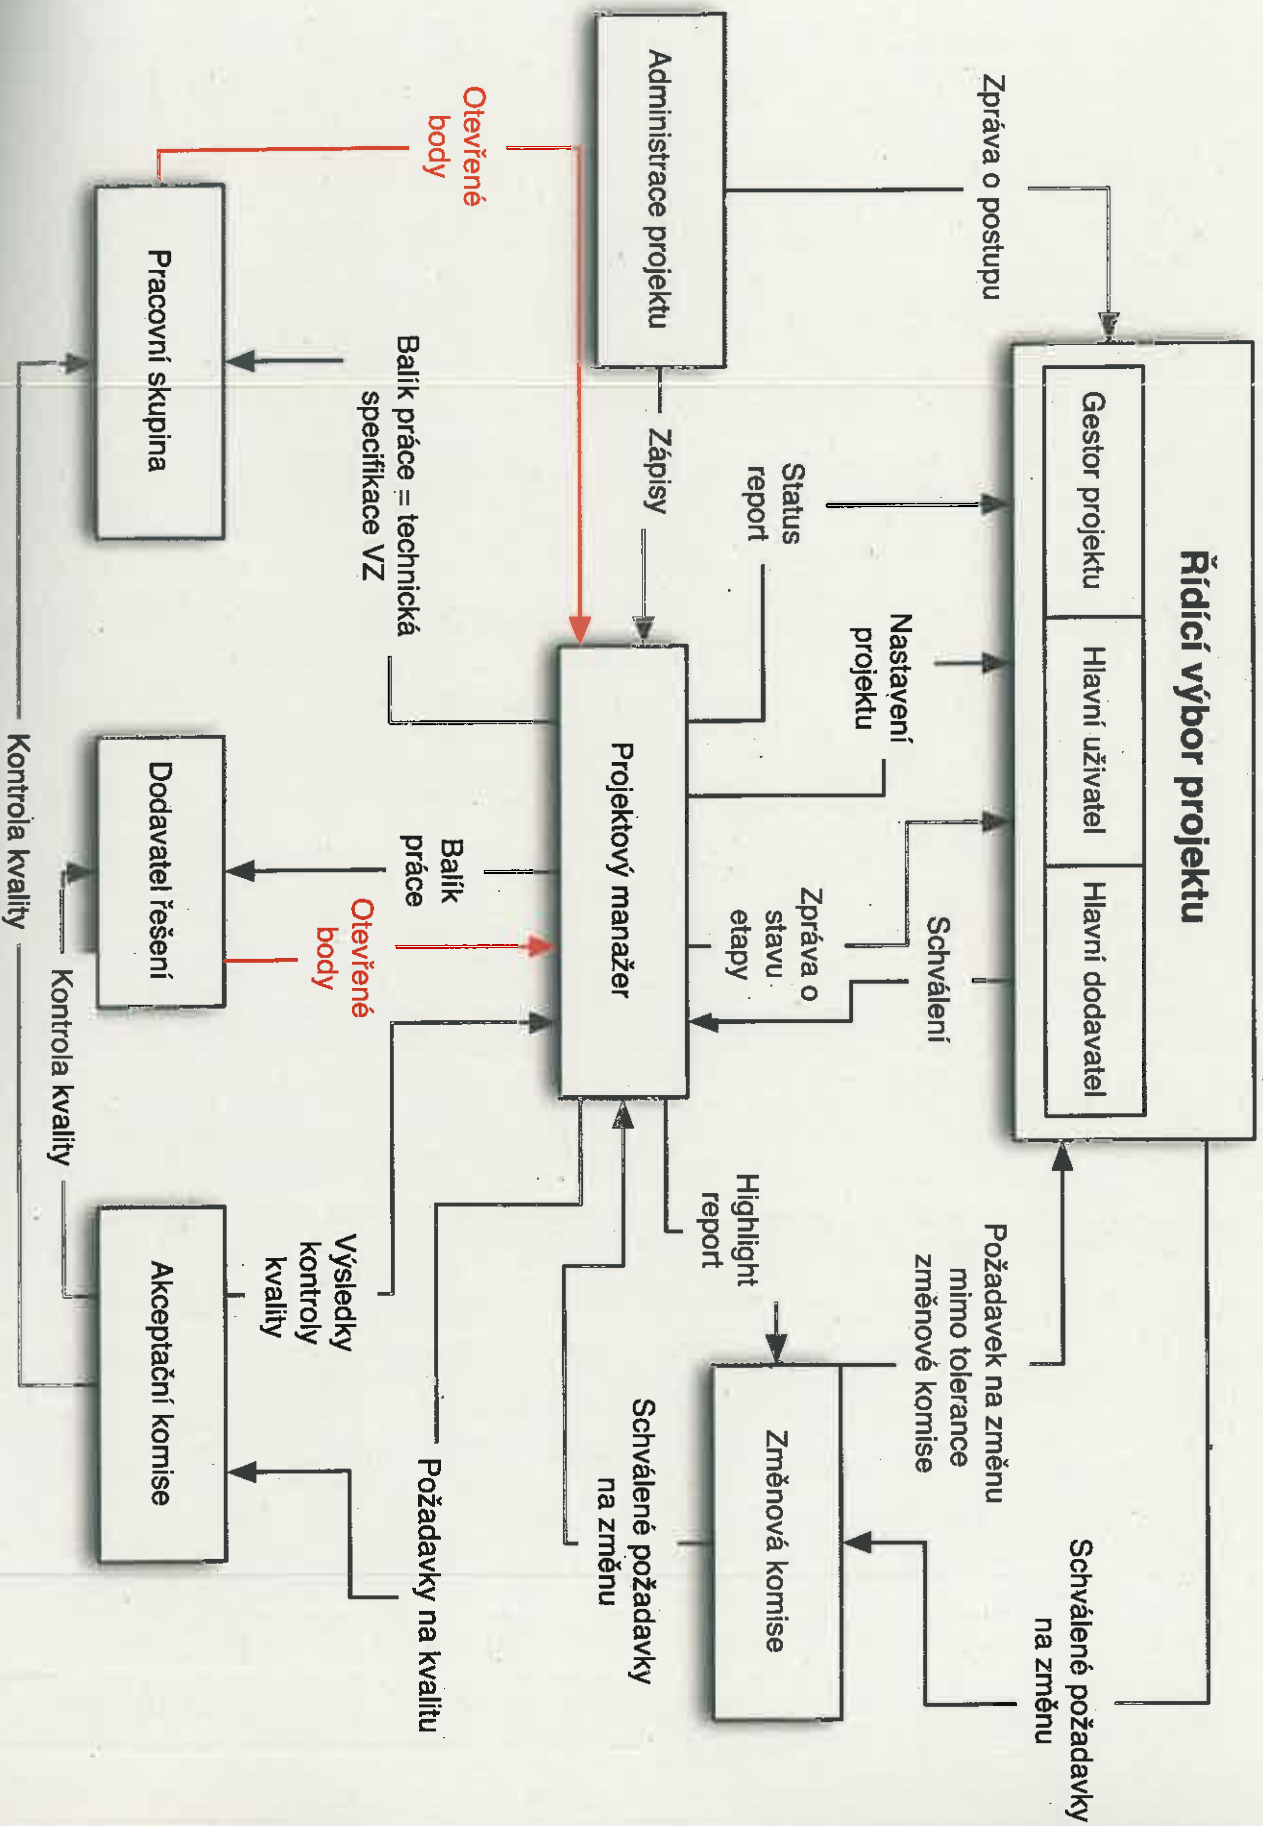 Řídící výbor projektu
Gestor projektu
Hlavní uživatel
Hlavní dodavatel
Zpráva o postupu
Administrace projektu
Zápisy
Status
report
Nastavení
projektu
Zpráva o
stavu
etapy
Schválení
Požadavek na změnu
mimo tolerance
změnové komise
Schválené požadavky
na změnu
Highlight
report
Změnová komise
Projektový manažer
Schválené požadavky
na změnu
Otevřené
body
Balík práce = technická
specifikace VZ
Balík
práce
Otevřené
body
Výsledky
kontroly
kvality
Požadavky na kvalitu
Pracovní skupina
Dodavatel řešení
Akceptační komise
Kontrola kvality
Kontrola kvality